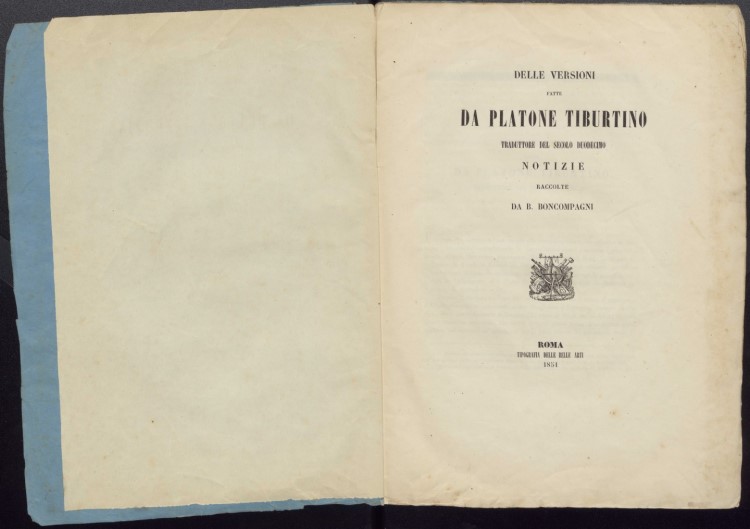 DELLE VERSIONI
FATTE
DA PLATONE TIBURTINO
TRADUTTORE DEL SECOLO DUODECIMO
NOTIZIE
RACCOLTE
DA B. BONCOMPAGNI
ROMA
TIPOGRAFIA DELLE BELLE ARTI
1851